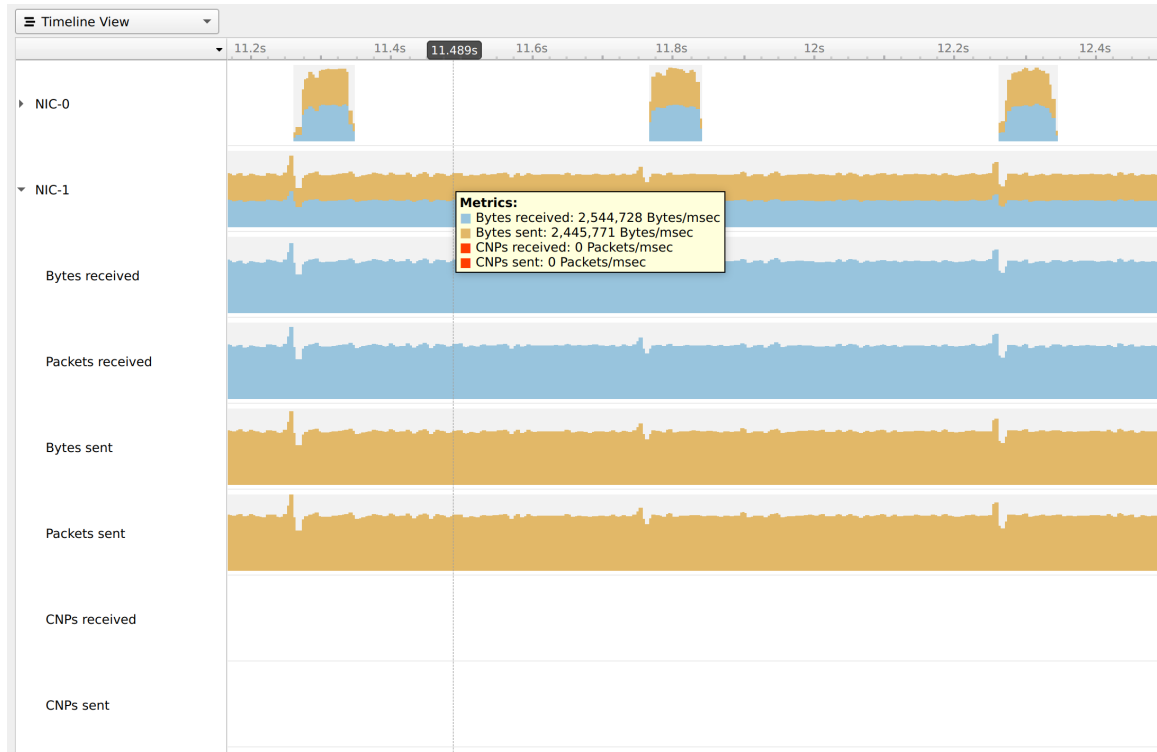 Timeline View
11.2s 11.4s 11.489s 11.6s 11.8s 12s 12.2s 12.4s
NIC-0
NIC-1
Metrics:
Bytes received: 2,544,728 Bytes/msec
Bytes sent: 2,445,771 Bytes/msec
CNPs received: 0 Packets/msec
CNPs sent: 0 Packets/msec
Bytes received
Packets received
Bytes sent
Packets sent
CNPs received
CNPs sent